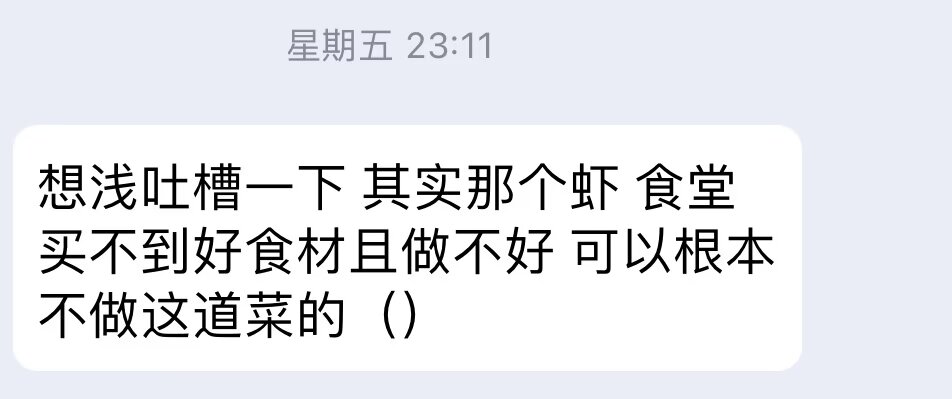 星期五 23:11
想浅吐槽一下 其实那个虾 食堂
买不到好食材且做不好 可以根本
不做这道菜的（）